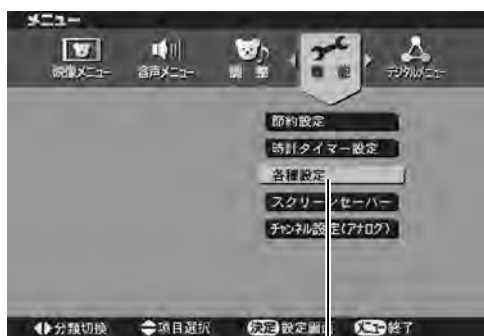 メニュー
映像メニュー 音声メニュー 調整 機能 デジタルメニュー
節約設定
時計タイマー設定
各種設定
スクリーンセーバー
チャンネル設定(アナログ)
分類切換 項目選択 決定 設定画面 メニュー 終了